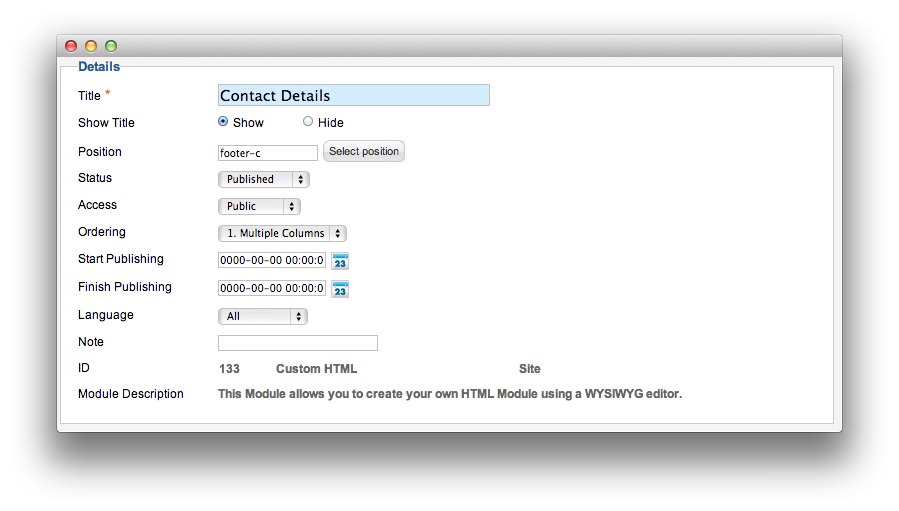 Details
Title *
Contact Details
Show Title
Show
Hide
Position
footer-c
Select position
Status
Published
Access
Public
Ordering
1. Multiple Columns
Start Publishing
0000-00-00 00:00:0
23
Finish Publishing
0000-00-00 00:00:0
23
Language
All
Note
ID
133
Custom HTML
Site
Module Description
This Module allows you to create your own HTML Module using a WYSIWYG editor.